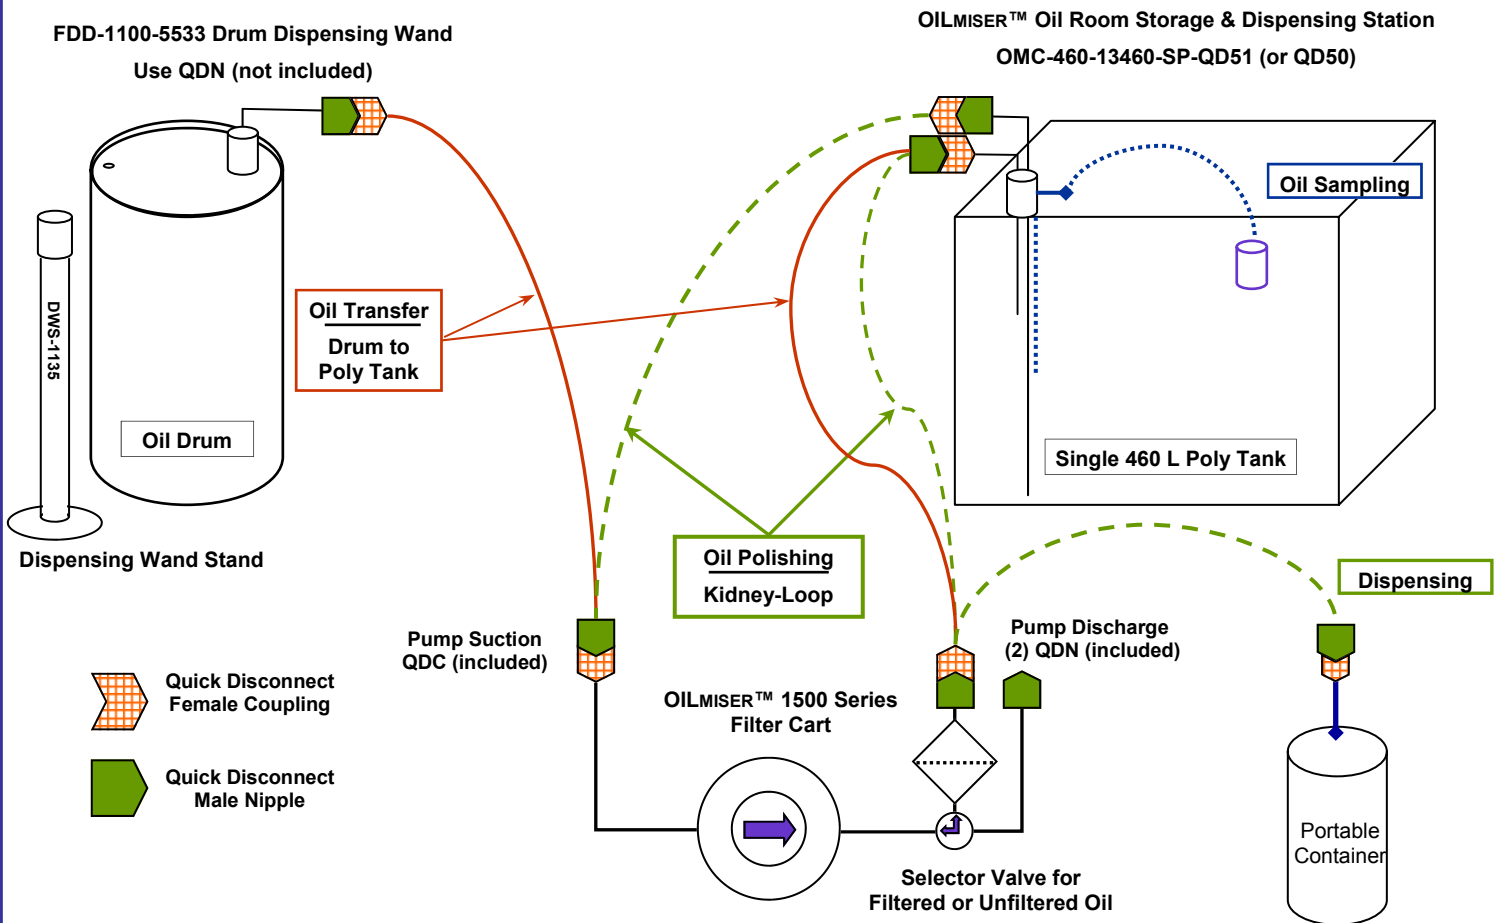 FDD-1100-5533 Drum Dispensing Wand
Use QDN (not included)
OILMISER™ Oil Room Storage & Dispensing Station
OMC-460-13460-SP-QD51 (or QD50)
Oil Sampling
DWS-1135
Oil Transfer
Drum to
Poly Tank
Oil Drum
Single 460 L Poly Tank
Dispensing Wand Stand
Oil Polishing
Kidney-Loop
Dispensing
Pump Suction
QDC (included)
Pump Discharge
(2) QDN (included)
Quick Disconnect
Female Coupling
OILMISER™ 1500 Series
Filter Cart
Quick Disconnect
Male Nipple
Portable
Container
Selector Valve for
Filtered or Unfiltered Oil